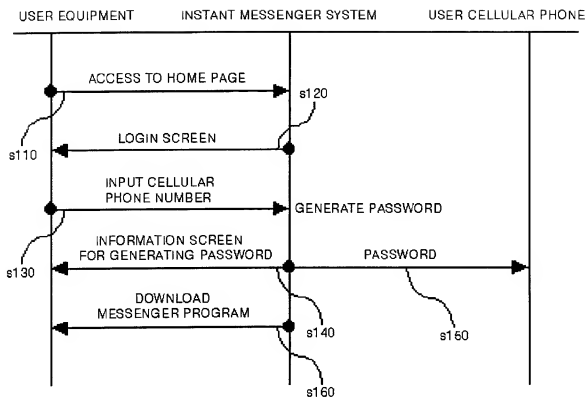 USER EQUIPMENT INSTANT MESSENGER SYSTEM USER CELLULAR PHONE
ACCESS TO HOME PAGE
s120
s110
LOGIN SCREEN
INPUT CELLULAR
PHONE NUMBER
GENERATE PASSWORD
s130
INFORMATION SCREEN
FOR GENERATING PASSWORD
PASSWORD
s140
s150
DOWNLOAD
MESSENGER PROGRAM
s160